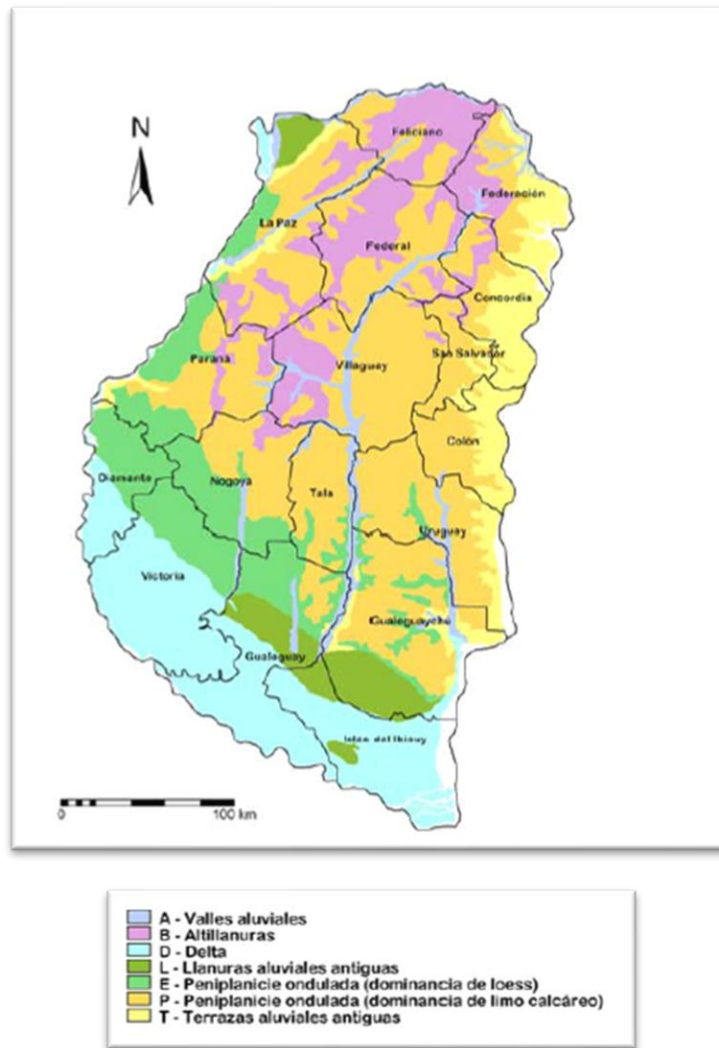 N
Feliciano
Federación
La Paz
Federal
Concordia
Paraná
Villaguay
San Salvador
Colón
Diamante
Nogoya
Tala
Uruguay
Victoria
Gualeguaychú
Gualeguay
Islas del Ibicuy
0 100 km
A - Valles aluviales
B - Altillanuras
D - Delta
L - Llanuras aluviales antiguas
E - Peniplanicie ondulada (dominancia de loess)
P - Peniplanicie ondulada (dominancia de limo calcáreo)
T - Terrazas aluviales antiguas